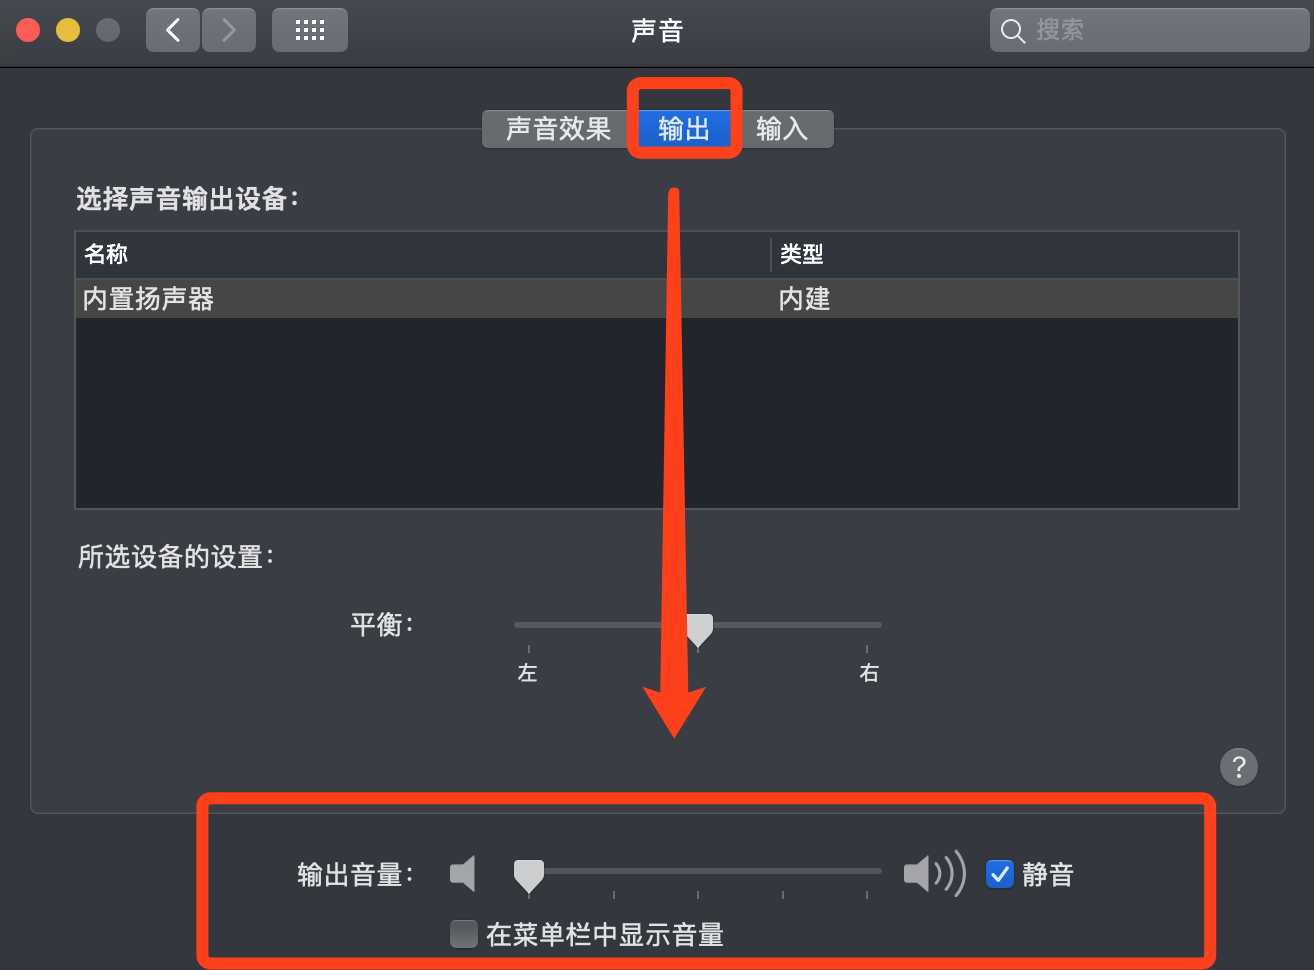 声音
搜索
声音效果 输出 输入
选择声音输出设备：
名称 类型
内置扬声器 内建
所选设备的设置：
平衡：
左 右
?
输出音量： 静音
在菜单栏中显示音量